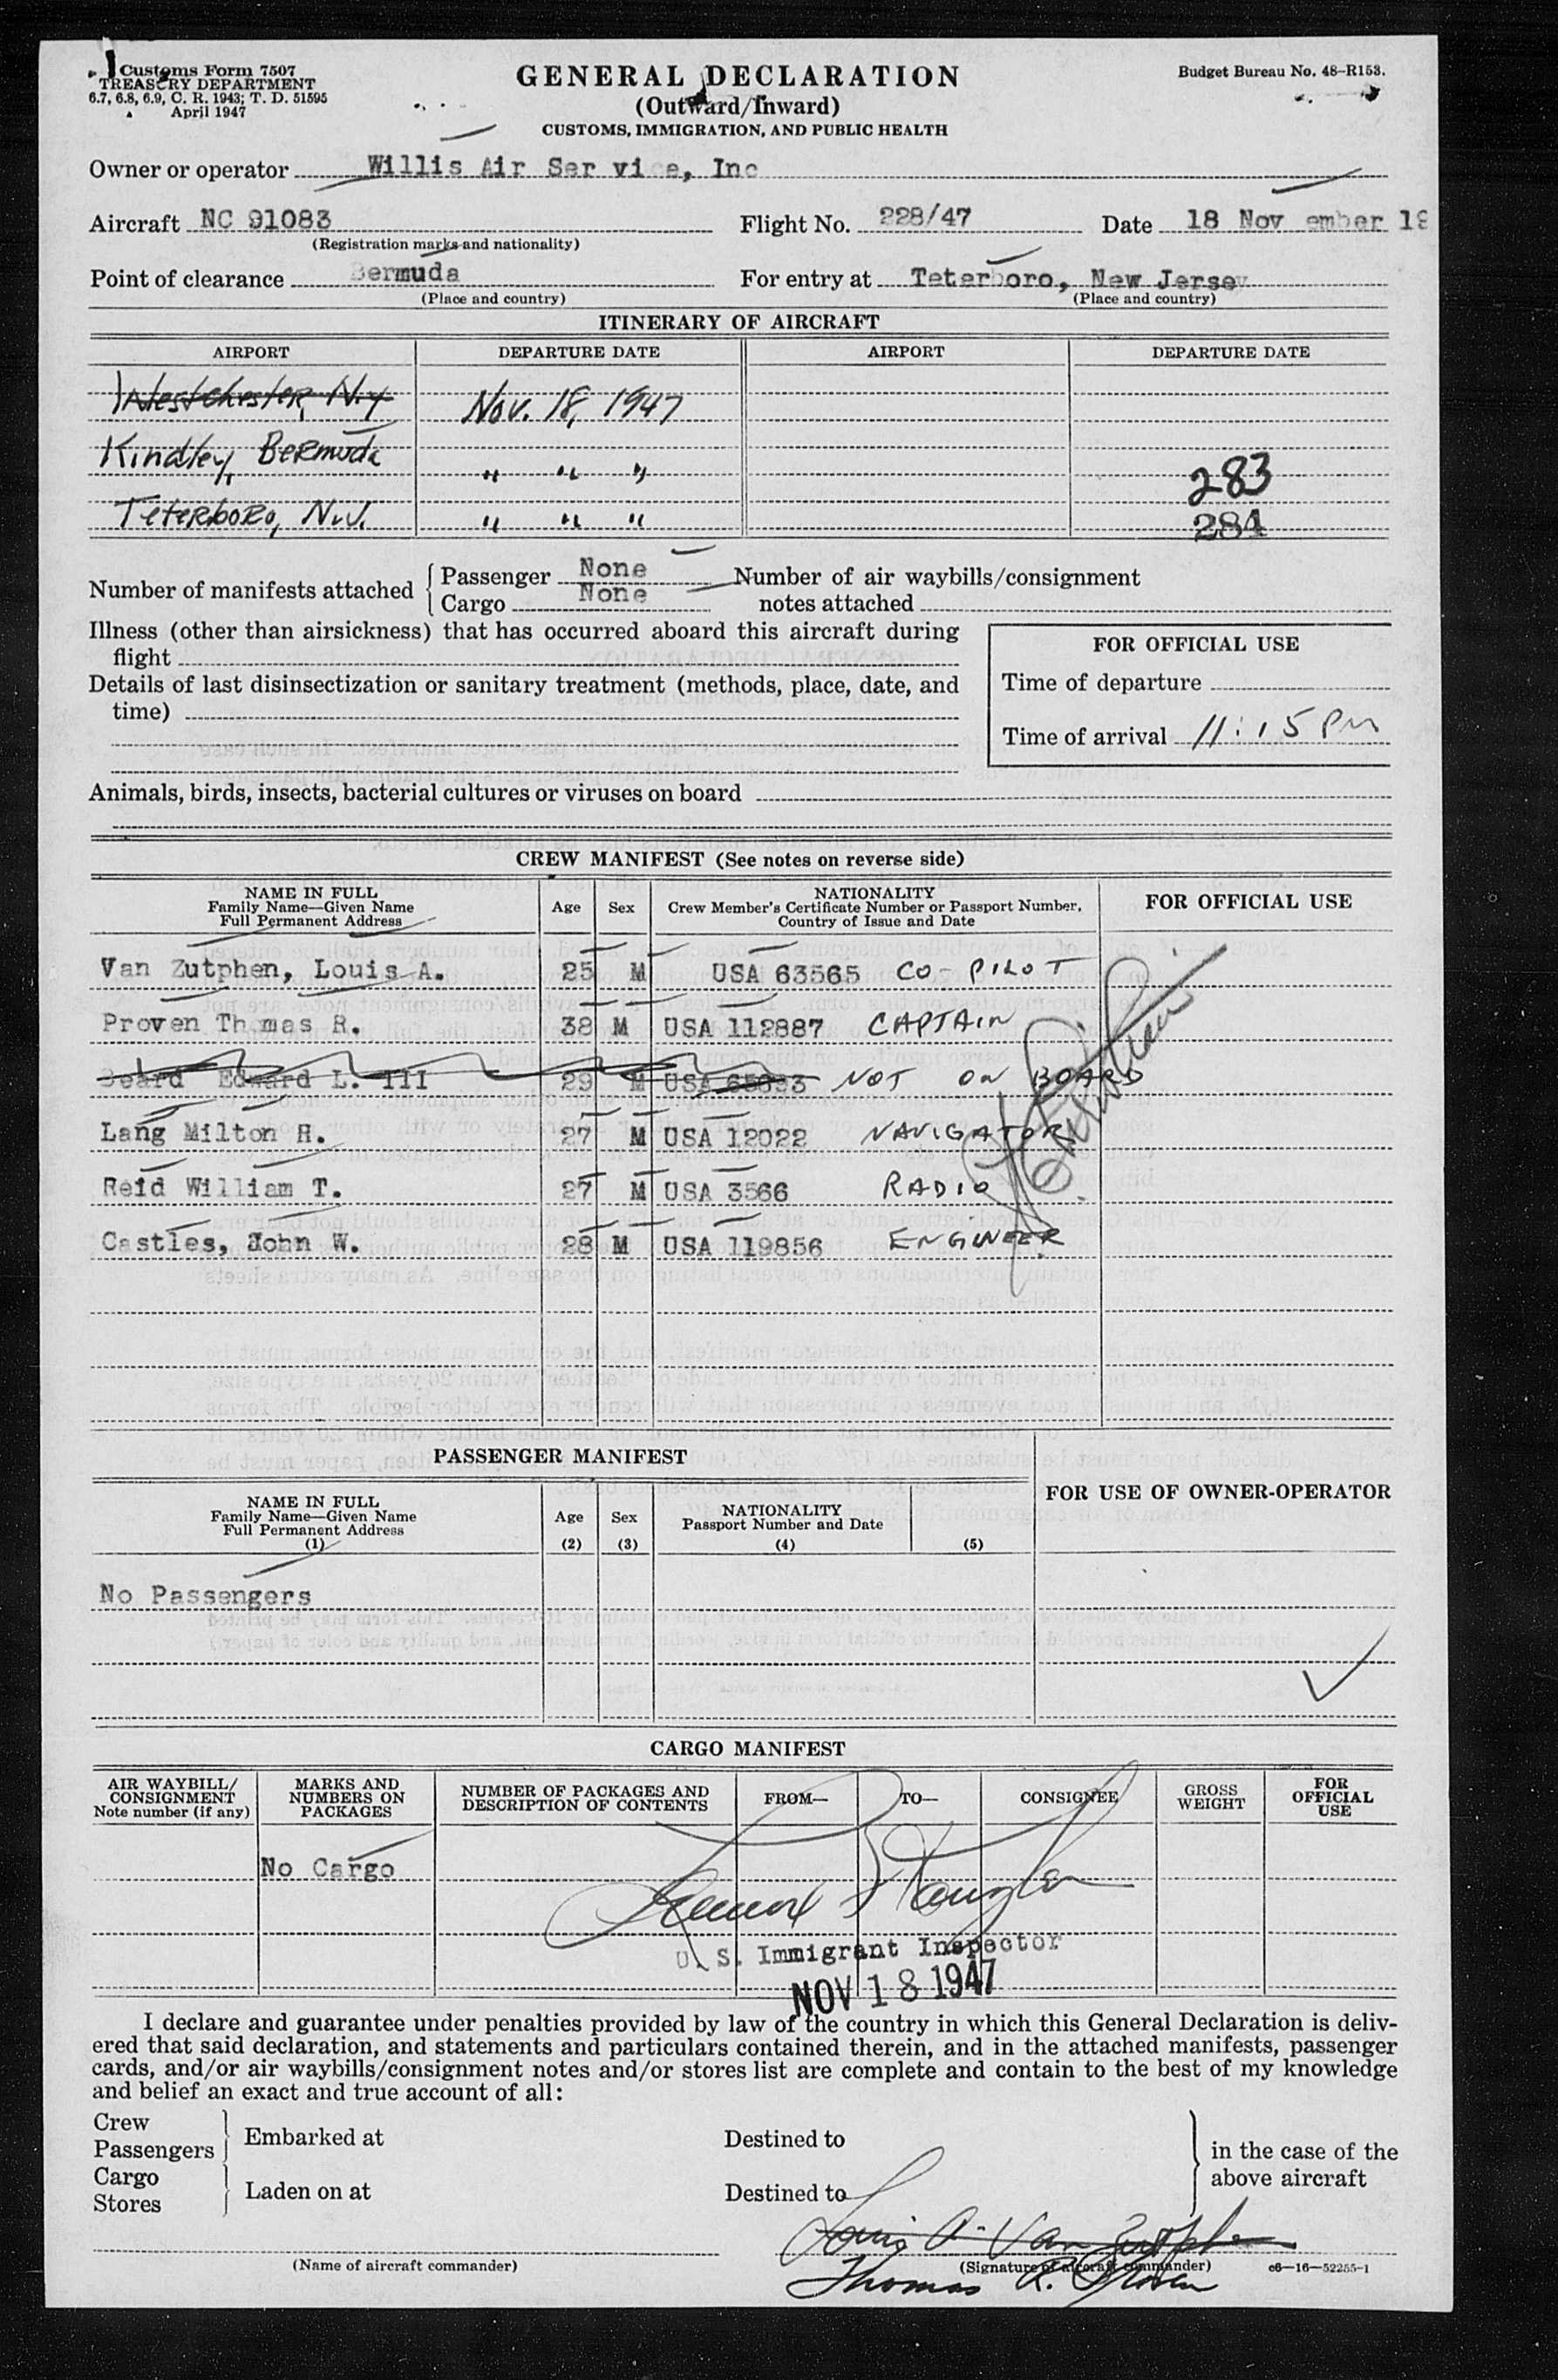 Customs Form 7507
TREASURY DEPARTMENT
6.7, 6.8, 6.9, C. R. 1943; T. D. 51595
April 1947
GENERAL DECLARATION
(Outward/Inward)
CUSTOMS, IMMIGRATION, AND PUBLIC HEALTH
Budget Bureau No. 48-R153.
Owner or operator Willis Air Ser vi e, Inc
Aircraft NC 91083 Flight No. 228/47 Date 18 Nov ember 19
(Registration marks and nationality)
Point of clearance Bermuda For entry at Teterboro, New Jersey
(Place and country) (Place and country)
ITINERARY OF AIRCRAFT
AIRPORT DEPARTURE DATE AIRPORT DEPARTURE DATE
Westchester, N.Y Nov. 18, 1947
Kindley, Bermuda " " " 283
Teterboro, N.J. " " " 284
Number of manifests attached { Passenger None Number of air waybills/consignment
Cargo None notes attached
Illness (other than airsickness) that has occurred aboard this aircraft during
flight
Details of last disinsectization or sanitary treatment (methods, place, date, and
time)
FOR OFFICIAL USE
Time of departure
Time of arrival 11:15 PM
Animals, birds, insects, bacterial cultures or viruses on board
CREW MANIFEST (See notes on reverse side)
NAME IN FULL
Family Name—Given Name
Full Permanent Address
Age Sex
NATIONALITY
Crew Member's Certificate Number or Passport Number,
Country of Issue and Date
FOR OFFICIAL USE
Van Zutphen, Louis A. 25 M USA 63565 CO-PILOT
Proven Thomas R. 38 M USA 112887 CAPTAIN
Beard Edward L. III 29 M USA NOT ON BOARD
Lang Milton H. 27 M USA 12022 NAVIGATOR
Reid William T. 27 M USA 3566 RADIO
Castles, John W. 28 M USA 119856 ENGINEER
PASSENGER MANIFEST
NAME IN FULL
Family Name—Given Name
Full Permanent Address
(1)
Age
(2)
Sex
(3)
NATIONALITY
Passport Number and Date
(4) (5)
FOR USE OF OWNER-OPERATOR
No Passengers
CARGO MANIFEST
AIR WAYBILL/
CONSIGNMENT
Note number (if any)
MARKS AND
NUMBERS ON
PACKAGES
NUMBER OF PACKAGES AND
DESCRIPTION OF CONTENTS
FROM— TO— CONSIGNEE
GROSS
WEIGHT
FOR
OFFICIAL
USE
No Cargo
U. S. Immigrant Inspector
NOV 18 1947
I declare and guarantee under penalties provided by law of the country in which this General Declaration is deliv-
ered that said declaration, and statements and particulars contained therein, and in the attached manifests, passenger
cards, and/or air waybills/consignment notes and/or stores list are complete and contain to the best of my knowledge
and belief an exact and true account of all:
Crew
Passengers } Embarked at Destined to
Cargo
Stores } Laden on at Destined to
} in the case of the
above aircraft
Louis A. Van Zutphen
(Name of aircraft commander) (Signature of aircraft commander) c6—16—52255-1
Thomas R. Proven